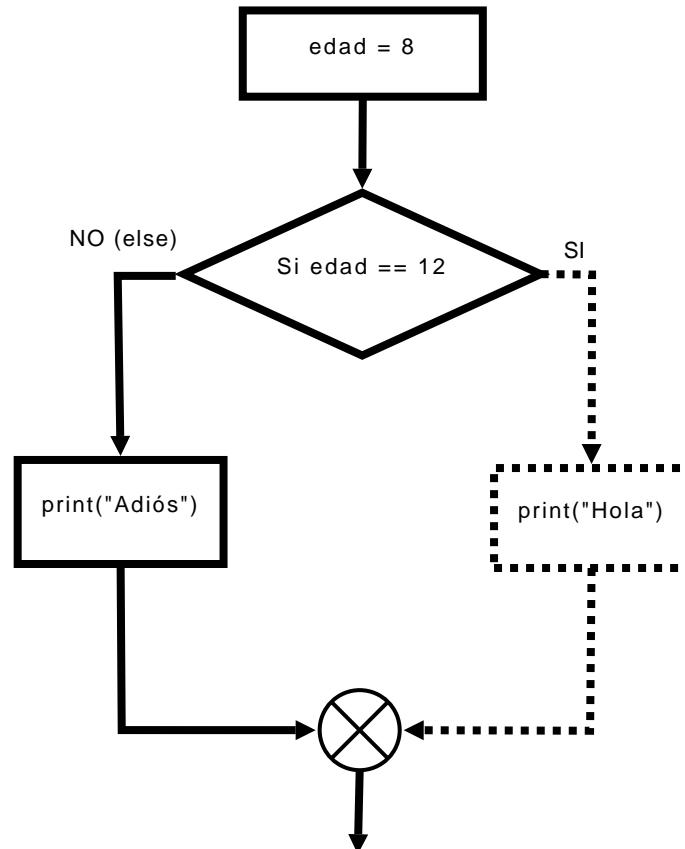 edad = 8
NO (else)
SI
Si edad == 12
print("Adiós")
print("Hola")